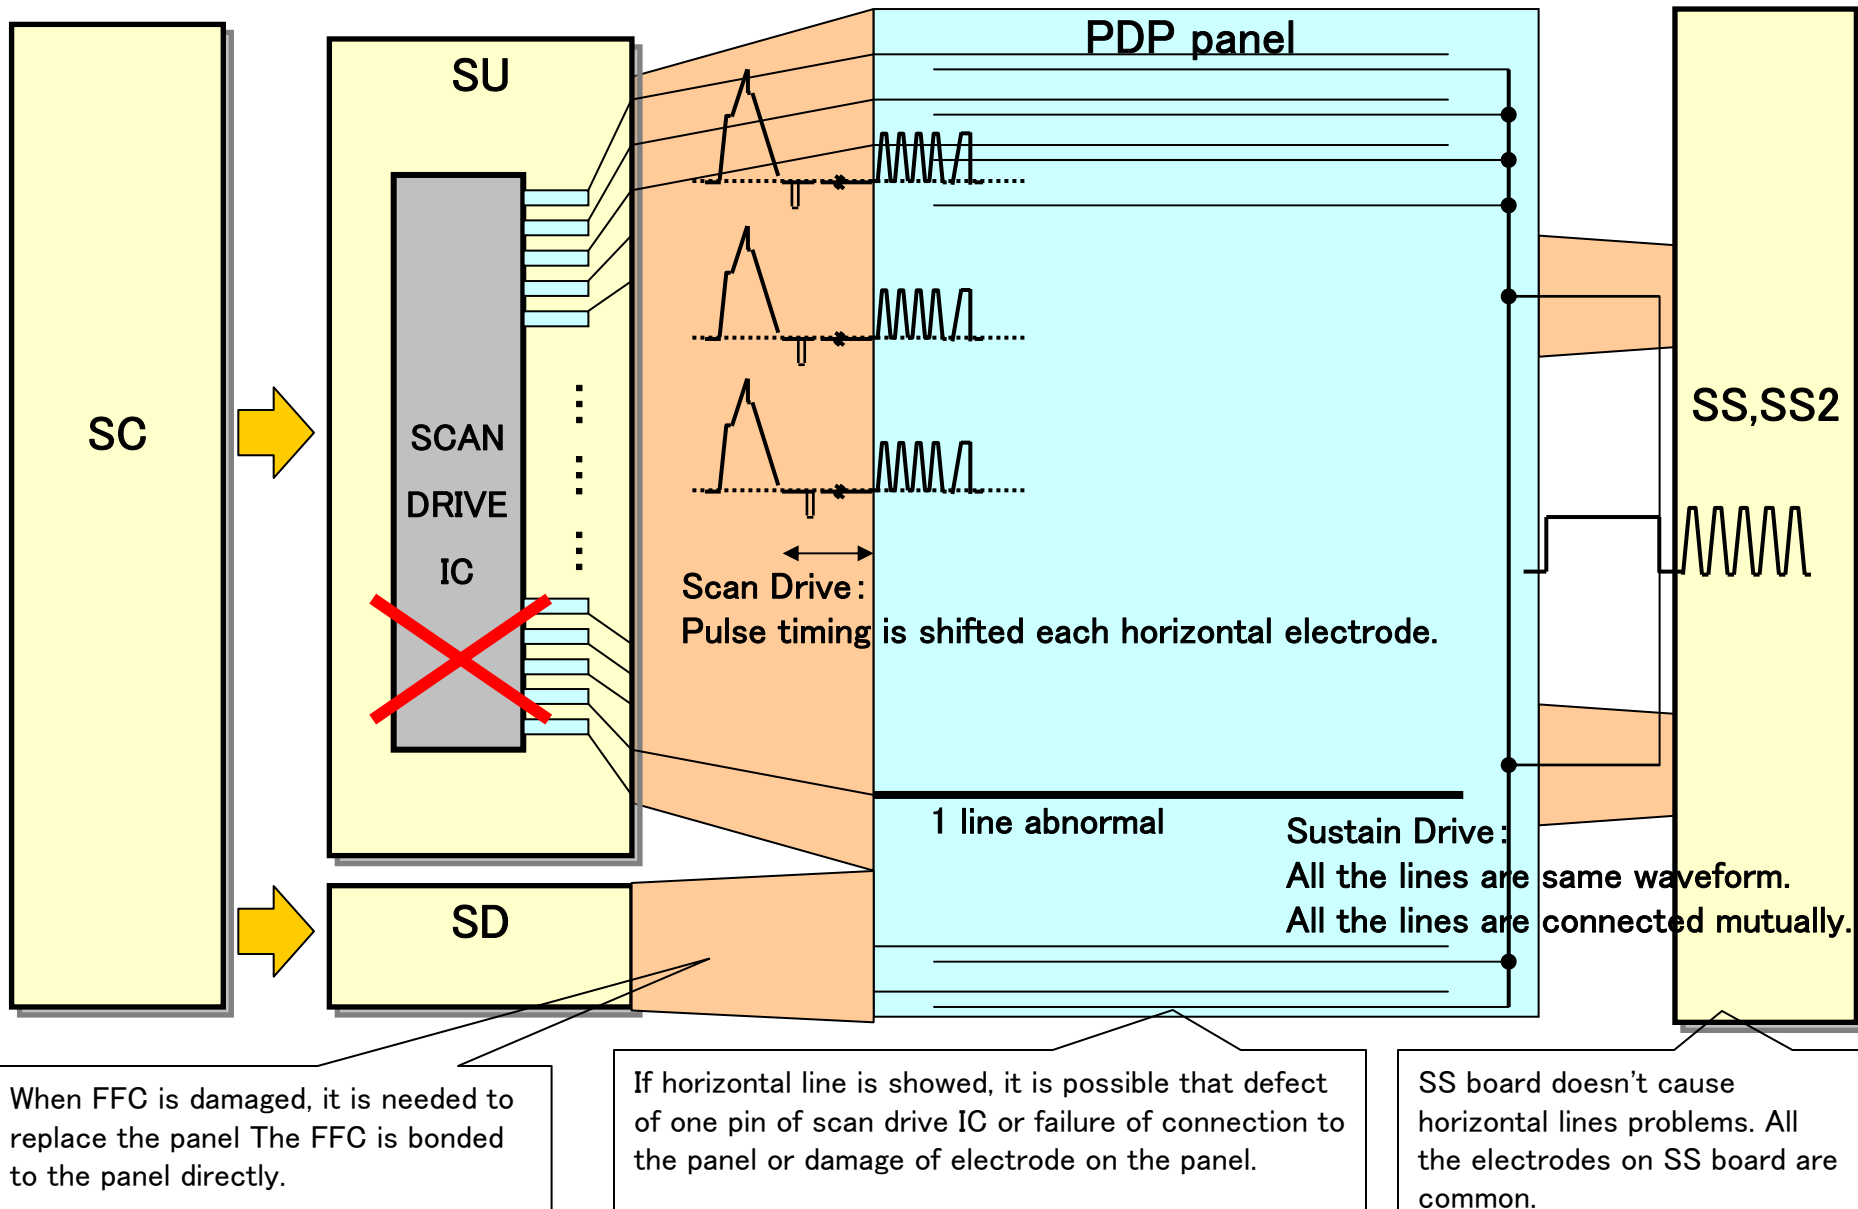 PDP panel
SU
SC
SS,SS2
SCAN
DRIVE
IC
Scan Drive:
Pulse timing is shifted each horizontal electrode.
1 line abnormal
Sustain Drive:
All the lines are same waveform.
All the lines are connected mutually.
SD
When FFC is damaged, it is needed to
replace the panel The FFC is bonded
to the panel directly.
If horizontal line is showed, it is possible that defect
of one pin of scan drive IC or failure of connection to
the panel or damage of electrode on the panel.
SS board doesn't cause
horizontal lines problems. All
the electrodes on SS board are
common.